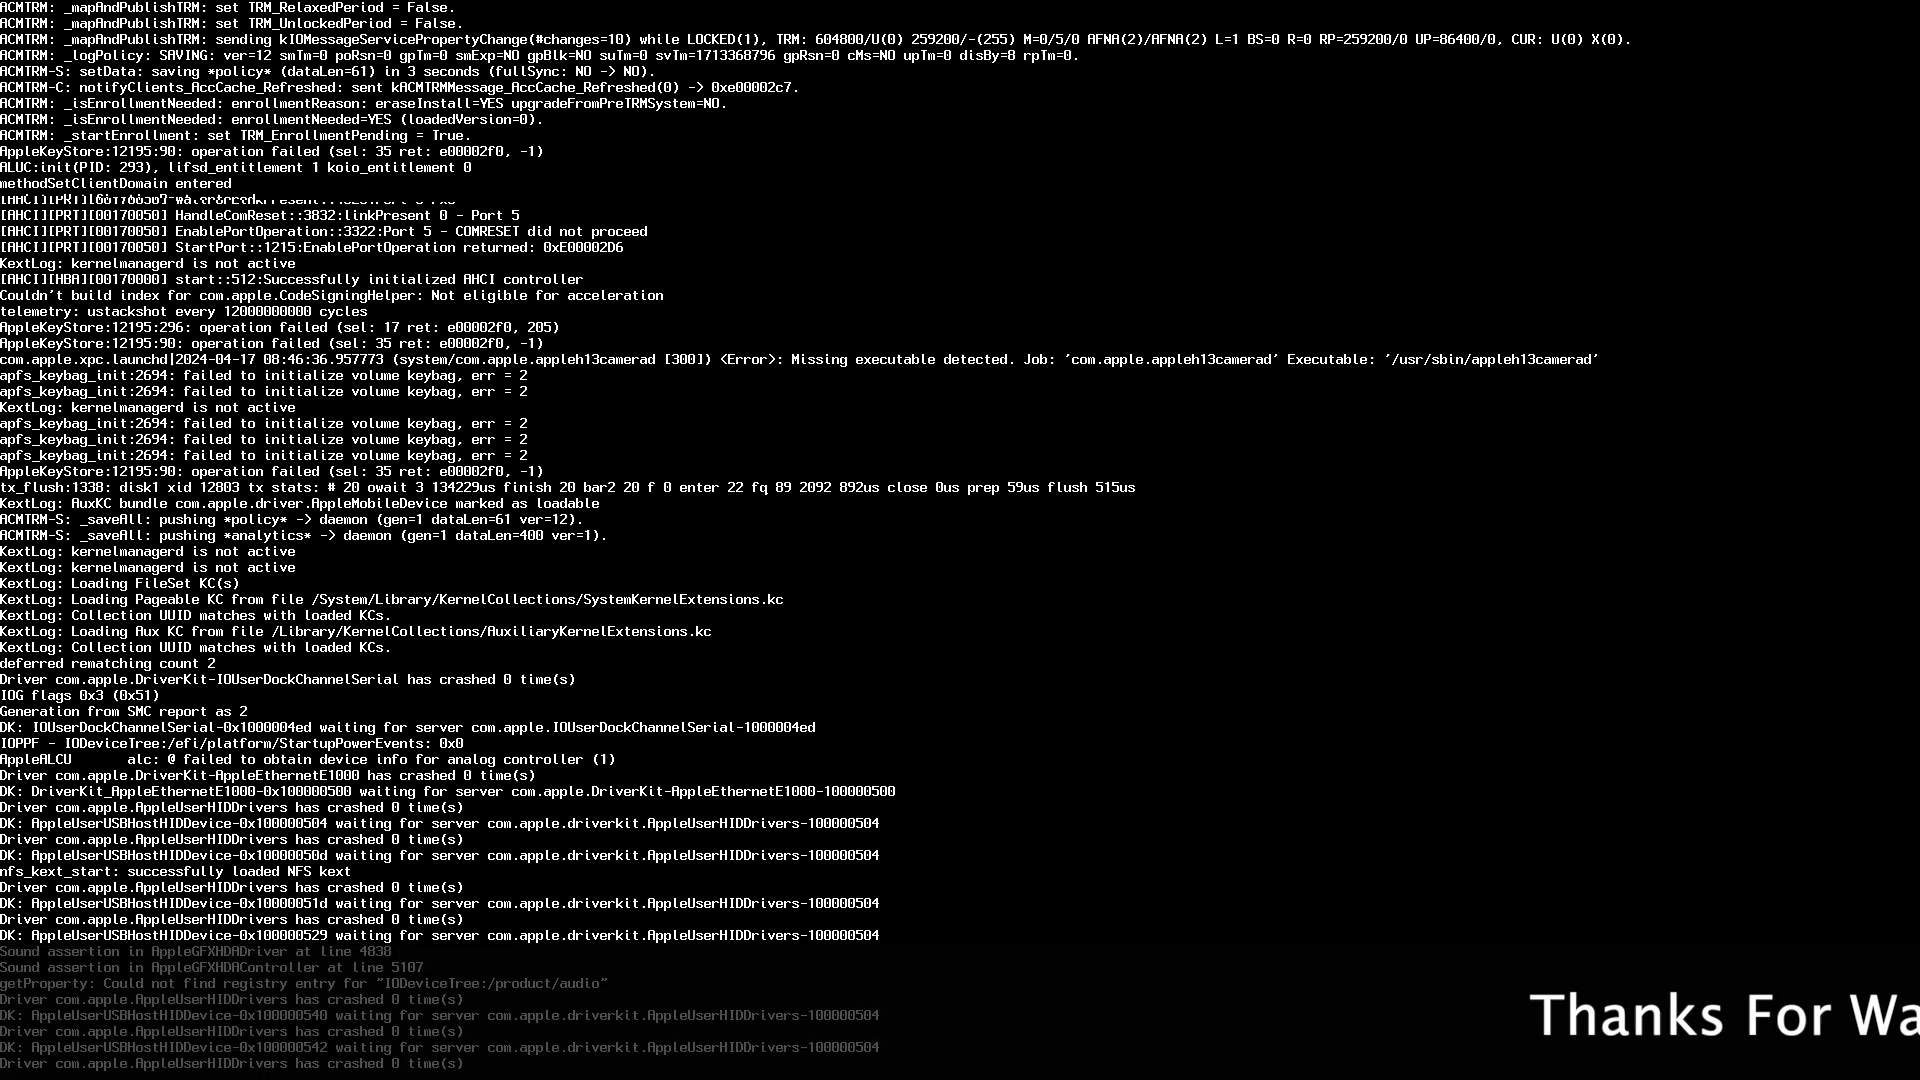 ACMTRM: _mapAndPublishTRM: set TRM_RelaxedPeriod = False.
ACMTRM: _mapAndPublishTRM: set TRM_UnlockedPeriod = False.
ACMTRM: _mapAndPublishTRM: sending kIOMessageServicePropertyChange(#changes=10) while LOCKED(1), TRM: 604800/U(0) 259200/-(255) M=0/5/0 AFNA(2)/AFNA(2) L=1 BS=0 R=0 RP=259200/0 UP=86400/0, CUR: U(0) X(0).
ACMTRM: _logPolicy: SAVING: ver=12 smTm=0 poRsn=0 gpTm=0 smExp=NO gpBlk=NO suTm=0 svTm=1713368796 gpRsn=0 cMs=NO upTm=0 disBy=8 rpTm=0.
ACMTRM-S: setData: saving *policy* (dataLen=61) in 3 seconds (fullSync: NO -> NO).
ACMTRM-C: notifyClients_AccCache_Refreshed: sent kACMTRMMessage_AccCache_Refreshed(0) -> 0xe00002c7.
ACMTRM: _isEnrollmentNeeded: enrollmentReason: eraseInstall=YES upgradeFromPreTRMSystem=NO.
ACMTRM: _isEnrollmentNeeded: enrollmentNeeded=YES (loadedVersion=0).
ACMTRM: _startEnrollment: set TRM_EnrollmentPending = True.
AppleKeyStore:12195:90: operation failed (sel: 35 ret: e00002f0, -1)
ALUC:init(PID: 293), lifsd_entitlement 1 koio_entitlement 0
methodSetClientDomain entered
[AHCI][PRT][00170050] HandleComReset::3832:linkPresent 0 - Port 5
[AHCI][PRT][00170050] EnablePortOperation::3322:Port 5 - COMRESET did not proceed
[AHCI][PRT][00170050] StartPort::1215:EnablePortOperation returned: 0xE00002D6
KextLog: kernelmanagerd is not active
[AHCI][HBA][00170000] start::512:Successfully initialized AHCI controller
Couldn't build index for com.apple.CodeSigningHelper: Not eligible for acceleration
telemetry: ustackshot every 12000000000 cycles
AppleKeyStore:12195:296: operation failed (sel: 17 ret: e00002f0, 205)
AppleKeyStore:12195:90: operation failed (sel: 35 ret: e00002f0, -1)
com.apple.xpc.launchd|2024-04-17 08:46:36.957773 (system/com.apple.appleh13camerad [300]) <Error>: Missing executable detected. Job: 'com.apple.appleh13camerad' Executable: '/usr/sbin/appleh13camerad'
apfs_keybag_init:2694: failed to initialize volume keybag, err = 2
apfs_keybag_init:2694: failed to initialize volume keybag, err = 2
KextLog: kernelmanagerd is not active
apfs_keybag_init:2694: failed to initialize volume keybag, err = 2
apfs_keybag_init:2694: failed to initialize volume keybag, err = 2
apfs_keybag_init:2694: failed to initialize volume keybag, err = 2
AppleKeyStore:12195:90: operation failed (sel: 35 ret: e00002f0, -1)
tx_flush:1338: disk1 xid 12803 tx stats: # 20 owait 3 134229us finish 20 bar2 20 f 0 enter 22 fq 89 2092 892us close 0us prep 59us flush 515us
KextLog: AuxKC bundle com.apple.driver.AppleMobileDevice marked as loadable
ACMTRM-S: _saveAll: pushing *policy* -> daemon (gen=1 dataLen=61 ver=12).
ACMTRM-S: _saveAll: pushing *analytics* -> daemon (gen=1 dataLen=400 ver=1).
KextLog: kernelmanagerd is not active
KextLog: kernelmanagerd is not active
KextLog: Loading FileSet KC(s)
KextLog: Loading Pageable KC from file /System/Library/KernelCollections/SystemKernelExtensions.kc
KextLog: Collection UUID matches with loaded KCs.
KextLog: Loading Aux KC from file /Library/KernelCollections/AuxiliaryKernelExtensions.kc
KextLog: Collection UUID matches with loaded KCs.
deferred rematching count 2
Driver com.apple.DriverKit-IOUserDockChannelSerial has crashed 0 time(s)
IOG flags 0x3 (0x51)
Generation from SMC report as 2
DK: IOUserDockChannelSerial-0x1000004ed waiting for server com.apple.IOUserDockChannelSerial-1000004ed
IOPPF - IODeviceTree:/efi/platform/StartupPowerEvents: 0x0
AppleALCU       alc: @ failed to obtain device info for analog controller (1)
Driver com.apple.DriverKit-AppleEthernetE1000 has crashed 0 time(s)
DK: DriverKit_AppleEthernetE1000-0x100000500 waiting for server com.apple.DriverKit-AppleEthernetE1000-100000500
Driver com.apple.AppleUserHIDDrivers has crashed 0 time(s)
DK: AppleUserUSBHostHIDDevice-0x100000504 waiting for server com.apple.driverkit.AppleUserHIDDrivers-100000504
Driver com.apple.AppleUserHIDDrivers has crashed 0 time(s)
DK: AppleUserUSBHostHIDDevice-0x10000050d waiting for server com.apple.driverkit.AppleUserHIDDrivers-100000504
nfs_kext_start: successfully loaded NFS kext
Driver com.apple.AppleUserHIDDrivers has crashed 0 time(s)
DK: AppleUserUSBHostHIDDevice-0x10000051d waiting for server com.apple.driverkit.AppleUserHIDDrivers-100000504
Driver com.apple.AppleUserHIDDrivers has crashed 0 time(s)
DK: AppleUserUSBHostHIDDevice-0x100000529 waiting for server com.apple.driverkit.AppleUserHIDDrivers-100000504
Sound assertion in AppleGFXHDADriver at line 4838
Sound assertion in AppleGFXHDAController at line 5107
getProperty: Could not find registry entry for "IODeviceTree:/product/audio"
Driver com.apple.AppleUserHIDDrivers has crashed 0 time(s)
DK: AppleUserUSBHostHIDDevice-0x100000540 waiting for server com.apple.driverkit.AppleUserHIDDrivers-100000504
Driver com.apple.AppleUserHIDDrivers has crashed 0 time(s)
DK: AppleUserUSBHostHIDDevice-0x100000542 waiting for server com.apple.driverkit.AppleUserHIDDrivers-100000504
Driver com.apple.AppleUserHIDDrivers has crashed 0 time(s)
Thanks For Wa